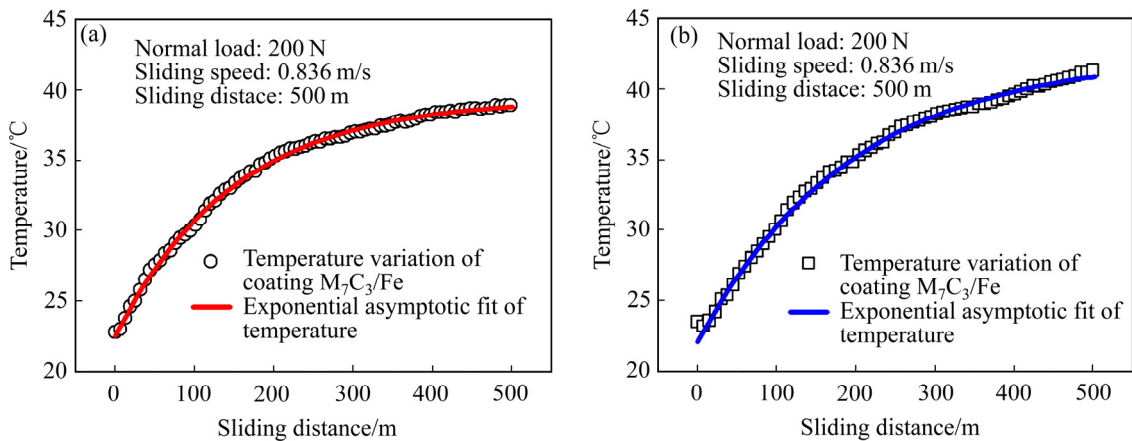 45
40
35
30
25
20
Temperature/℃
(a)
Normal load: 200 N
Sliding speed: 0.836 m/s
Sliding distace: 500 m
Temperature variation of
coating M₇C₃/Fe
Exponential asymptotic fit of
temperature
0 100 200 300 400 500
Sliding distance/m
45
40
35
30
25
20
Temperature/℃
(b)
Normal load: 200 N
Sliding speed: 0.836 m/s
Sliding distace: 500 m
Temperature variation of
coating M₇C₃/Fe
Exponential asymptotic fit of
temperature
0 100 200 300 400 500
Sliding distance/m